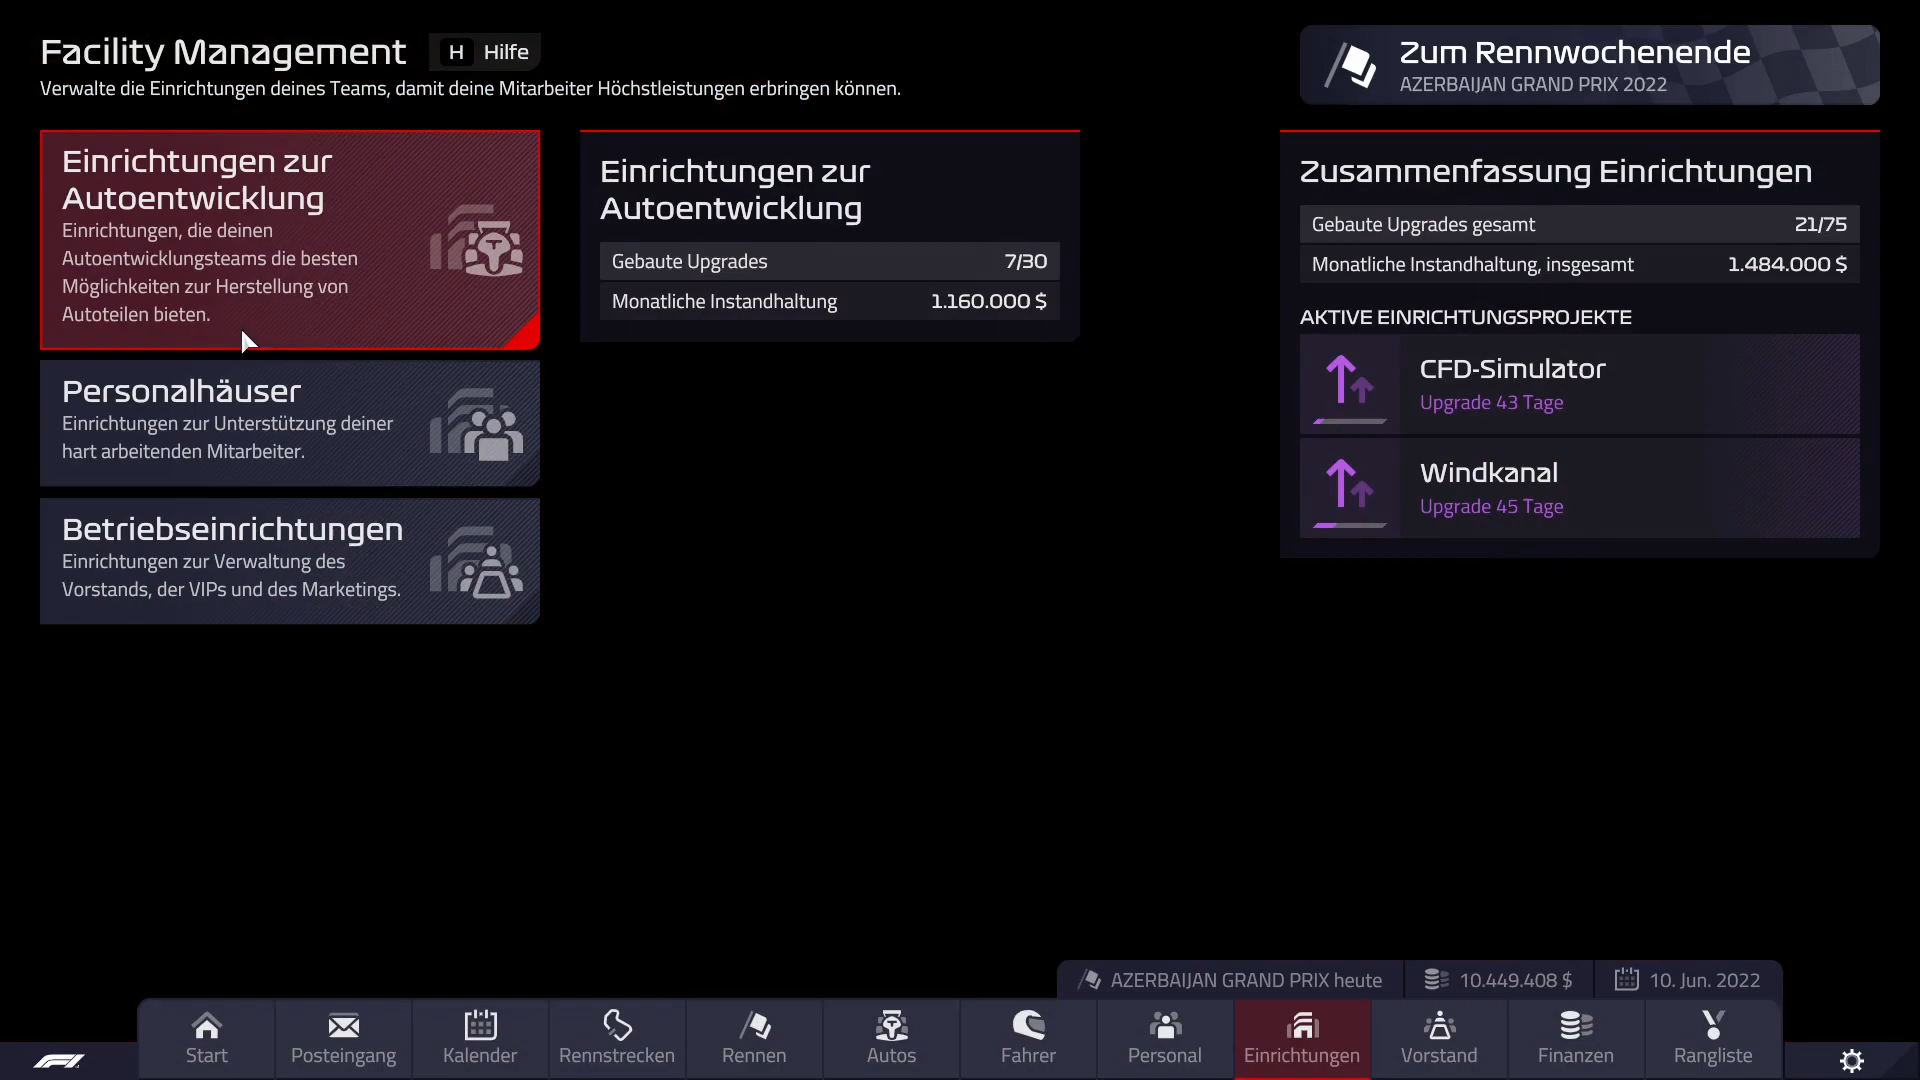 Facility Management
H Hilfe
Verwalte die Einrichtungen deines Teams, damit deine Mitarbeiter Höchstleistungen erbringen können.
Zum Rennwochenende
AZERBAIJAN GRAND PRIX 2022
Einrichtungen zur
Autoentwicklung
Einrichtungen, die deinen
Autoentwicklungsteams die besten
Möglichkeiten zur Herstellung von
Autoteilen bieten.
Personalhäuser
Einrichtungen zur Unterstützung deiner
hart arbeitenden Mitarbeiter.
Betriebseinrichtungen
Einrichtungen zur Verwaltung des
Vorstands, der VIPs und des Marketings.
Einrichtungen zur
Autoentwicklung
Gebaute Upgrades 7/30
Monatliche Instandhaltung 1.160.000 $
Zusammenfassung Einrichtungen
Gebaute Upgrades gesamt 21/75
Monatliche Instandhaltung, insgesamt 1.484.000 $
AKTIVE EINRICHTUNGSPROJEKTE
CFD-Simulator
Upgrade 43 Tage
Windkanal
Upgrade 45 Tage
AZERBAIJAN GRAND PRIX heute 10.449.408 $ 10. Jun. 2022
Start Posteingang Kalender Rennstrecken Rennen Autos Fahrer Personal Einrichtungen Vorstand Finanzen Rangliste